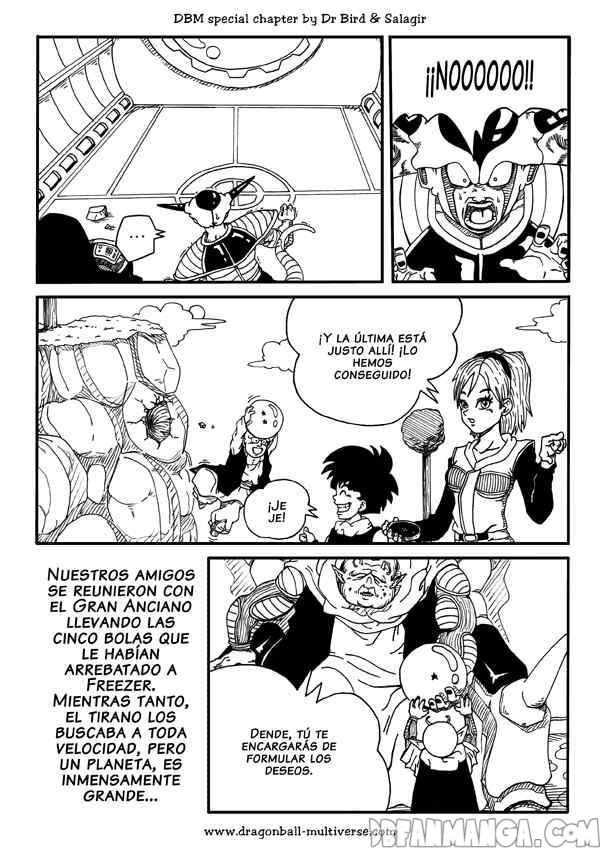 DBM special chapter by Dr Bird & Salagir
...
¡¡NOOOOOO!!
¡Y LA ÚLTIMA ESTÁ
JUSTO ALLÍ! ¡LO
HEMOS
CONSEGUIDO!
¡JE
JE!
NUESTROS AMIGOS
SE REUNIERON CON
EL GRAN ANCIANO
LLEVANDO LAS
CINCO BOLAS QUE
LE HABÍAN
ARREBATADO A
FREEZER.
MIENTRAS TANTO,
EL TIRANO LOS
BUSCABA A TODA
VELOCIDAD, PERO
UN PLANETA, ES
INMENSAMENTE
GRANDE...
DENDE, TÚ TE
ENCARGARÁS DE
FORMULAR LOS
DESEOS.
www.dragonball-multiverse.com
DBFANMANGA.COM